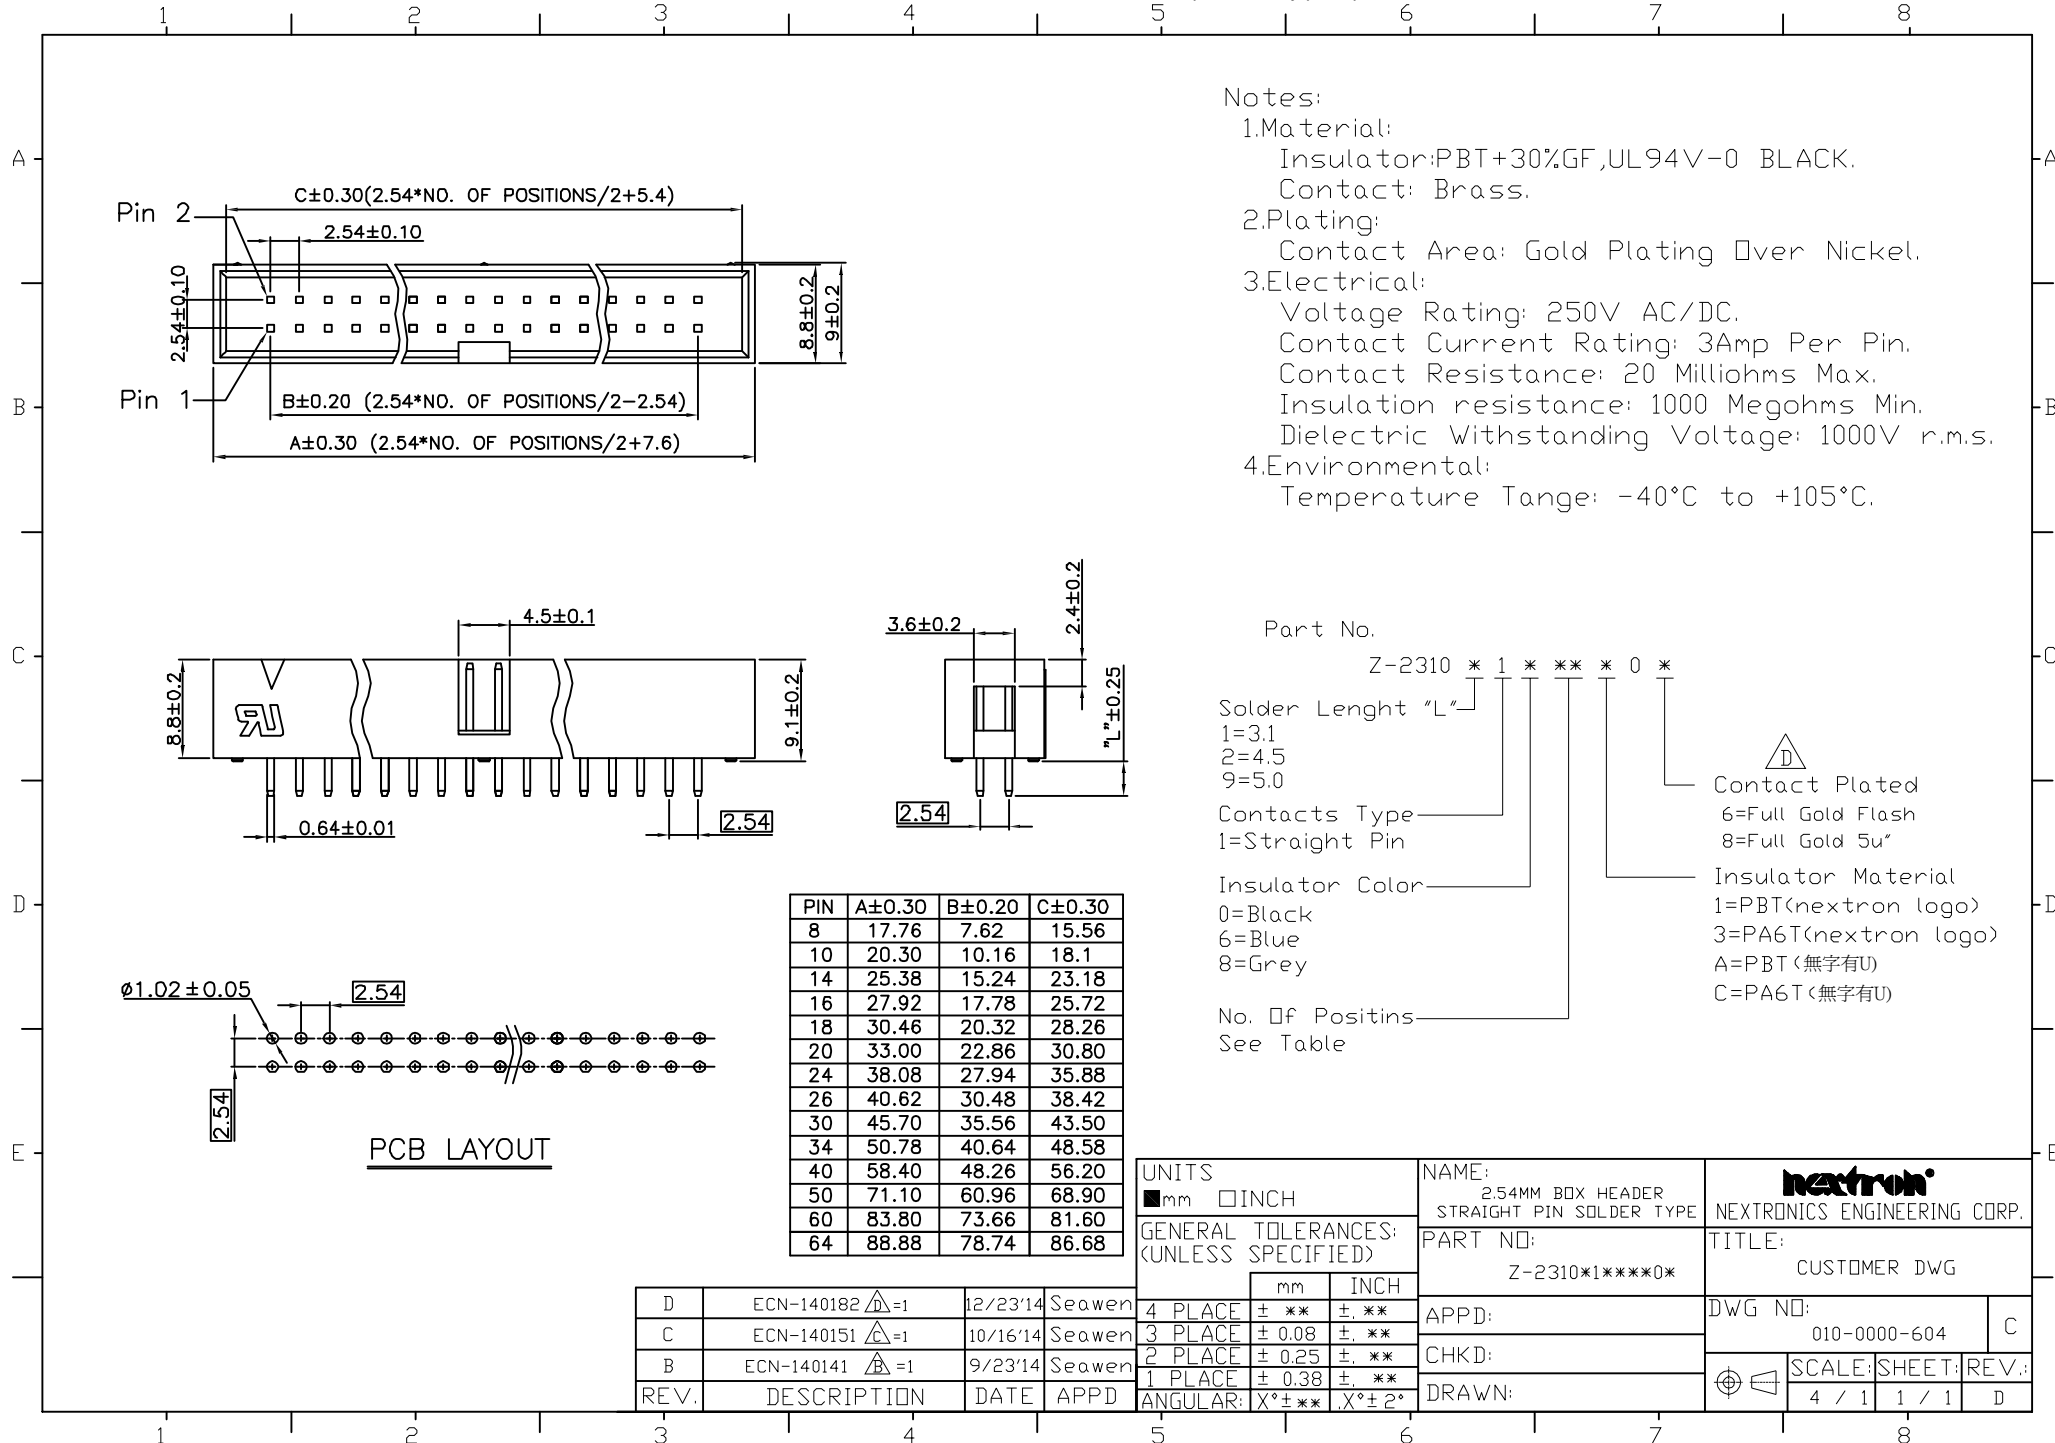 1 2 3 4 5 6 7 8
A
B
C
D
E
A
B
C
D
E
1 2 3 4 5 6 7 8
Pin 2
C±0.30(2.54*NO. OF POSITIONS/2+5.4)
2.54±0.10
2.54±0.10
8.8±0.2
9±0.2
Pin 1
B±0.20 (2.54*NO. OF POSITIONS/2-2.54)
A±0.30 (2.54*NO. OF POSITIONS/2+7.6)
Notes:
1.Material:
Insulator:PBT+30%GF,UL94V-0 BLACK.
Contact: Brass.
2.Plating:
Contact Area: Gold Plating Over Nickel.
3.Electrical:
Voltage Rating: 250V AC/DC.
Contact Current Rating: 3Amp Per Pin.
Contact Resistance: 20 Milliohms Max.
Insulation resistance: 1000 Megohms Min.
Dielectric Withstanding Voltage: 1000V r.m.s.
4.Environmental:
Temperature Tange: -40°C to +105°C.
4.5±0.1
8.8±0.2
9.1±0.2
0.64±0.01
2.54
3.6±0.2
2.4±0.2
"L"±0.25
2.54
Part No.
Z-2310 * 1 * ** * 0 *
Solder Lenght "L"
1=3.1
2=4.5
9=5.0
Contacts Type
1=Straight Pin
Insulator Color
0=Black
6=Blue
8=Grey
No. Of Positins
See Table
D
Contact Plated
6=Full Gold Flash
8=Full Gold 5u"
Insulator Material
1=PBT(nextron logo)
3=PA6T(nextron logo)
A=PBT(無字有U)
C=PA6T(無字有U)
ø1.02±0.05
2.54
2.54
PCB LAYOUT
PIN A±0.30 B±0.20 C±0.30
8 17.76 7.62 15.56
10 20.30 10.16 18.1
14 25.38 15.24 23.18
16 27.92 17.78 25.72
18 30.46 20.32 28.26
20 33.00 22.86 30.80
24 38.08 27.94 35.88
26 40.62 30.48 38.42
30 45.70 35.56 43.50
34 50.78 40.64 48.58
40 58.40 48.26 56.20
50 71.10 60.96 68.90
60 83.80 73.66 81.60
64 88.88 78.74 86.68
D ECN-140182 D=1 12/23'14 Seawen
C ECN-140151 C=1 10/16'14 Seawen
B ECN-140141 B=1 9/23'14 Seawen
REV. DESCRIPTION DATE APPD
UNITS
mm INCH
GENERAL TOLERANCES:
(UNLESS SPECIFIED)
mm INCH
4 PLACE ± ** ±. **
3 PLACE ± 0.08 ±. **
2 PLACE ± 0.25 ±. **
1 PLACE ± 0.38 ±. **
ANGULAR: X°±** .X°±2°
NAME:
2.54MM BOX HEADER
STRAIGHT PIN SOLDER TYPE
PART NO:
Z-2310*1****0*
APPD:
CHKD:
DRAWN:
nextron
NEXTRONICS ENGINEERING CORP.
TITLE:
CUSTOMER DWG
DWG NO:
010-0000-604 C
SCALE: SHEET: REV.:
4 / 1 1 / 1 D